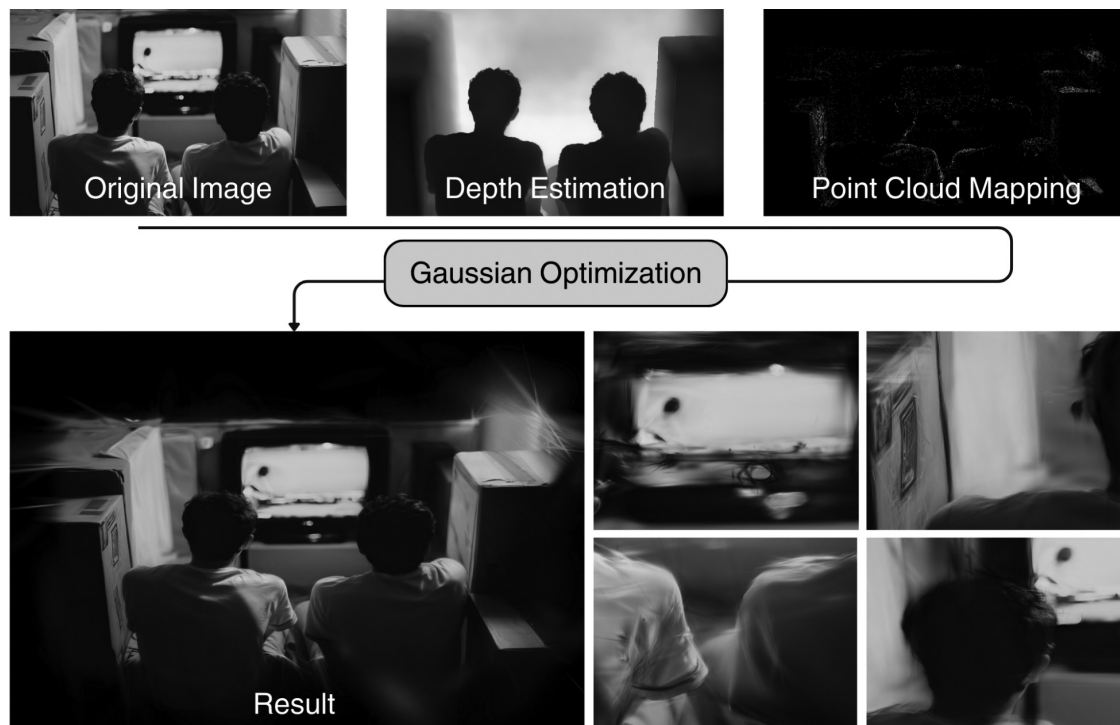 Original Image
Depth Estimation
Point Cloud Mapping
Gaussian Optimization
Result